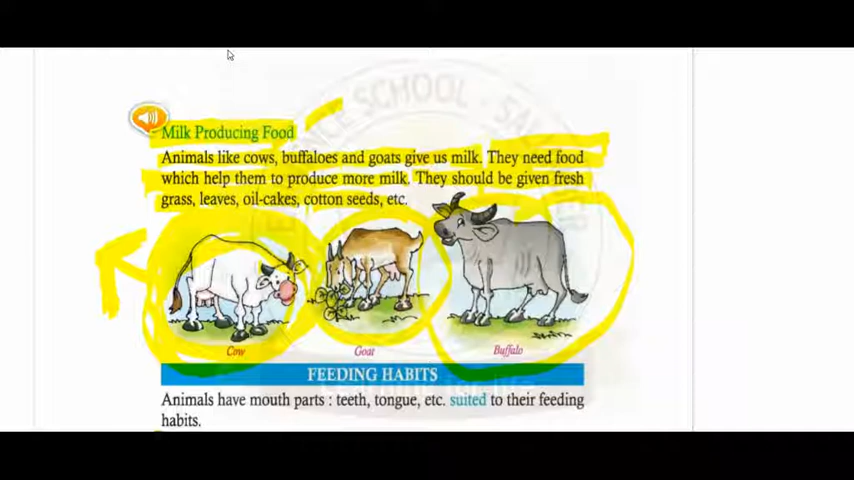 Milk Producing Food
Animals like cows, buffaloes and goats give us milk. They need food
which help them to produce more milk. They should be given fresh
grass, leaves, oil-cakes, cotton seeds, etc.
Cow
Goat
Buffalo
FEEDING HABITS
Animals have mouth parts : teeth, tongue, etc. suited to their feeding
habits.